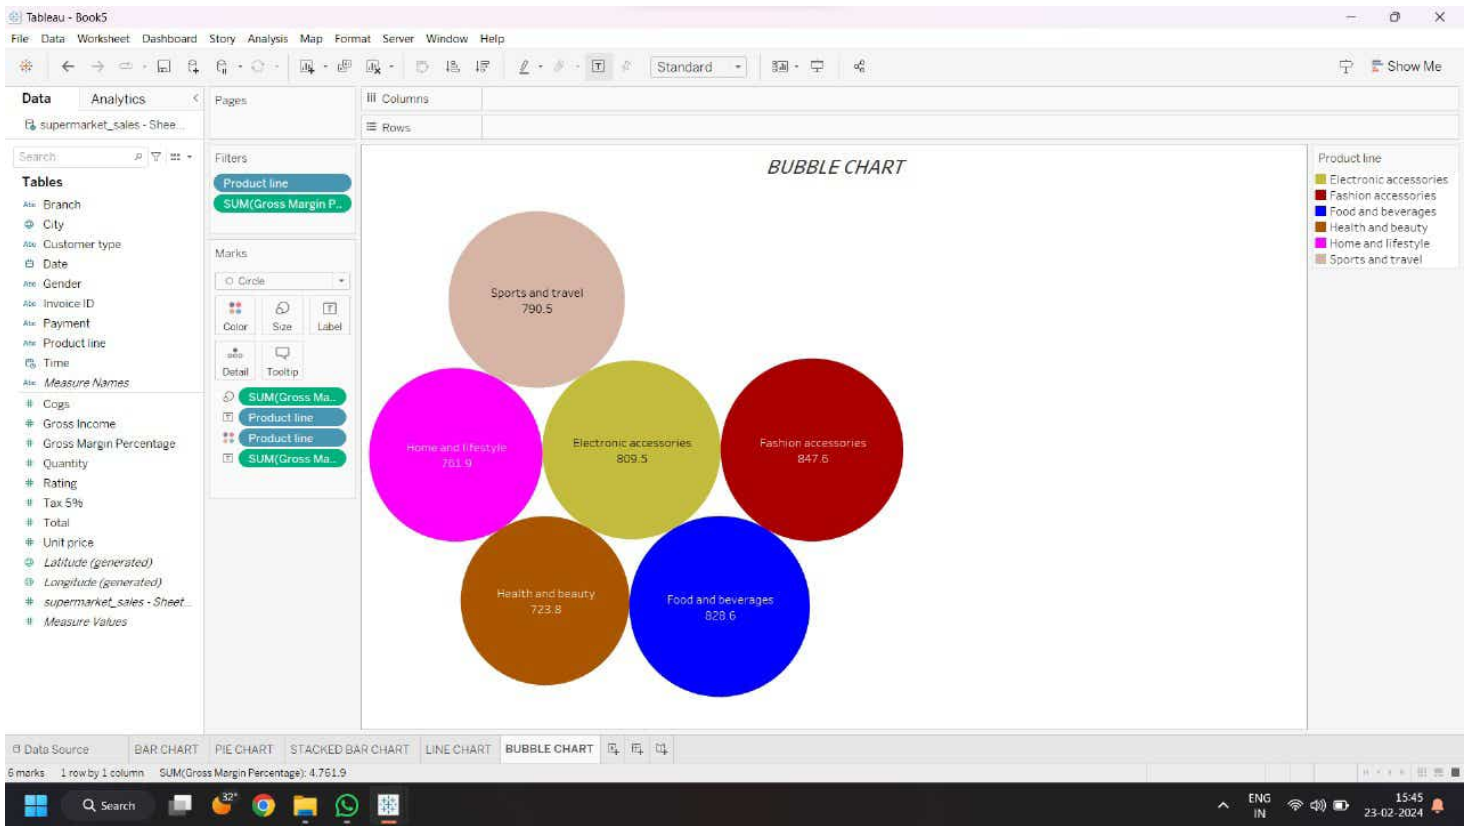 Tableau - Book5
File Data Worksheet Dashboard Story Analysis Map Format Server Window Help
Standard
Show Me
Data Analytics
supermarket_sales - Shee...
Search
Tables
Abc Branch
City
Abc Customer type
Date
Abc Gender
Abc Invoice ID
Abc Payment
Abc Product line
Time
Abc Measure Names
# Cogs
# Gross Income
# Gross Margin Percentage
# Quantity
# Rating
# Tax 5%
# Total
# Unit price
Latitude (generated)
Longitude (generated)
# supermarket_sales - Sheet...
# Measure Values
Pages
Filters
Product line
SUM(Gross Margin P..
Marks
Circle
Color Size Label
Detail Tooltip
SUM(Gross Ma..
Product line
Product line
SUM(Gross Ma..
iii Columns
Rows
BUBBLE CHART
Sports and travel
790.5
Home and lifestyle
761.9
Electronic accessories
809.5
Fashion accessories
847.6
Health and beauty
723.8
Food and beverages
828.6
Product line
Electronic accessories
Fashion accessories
Food and beverages
Health and beauty
Home and lifestyle
Sports and travel
Data Source BAR CHART PIE CHART STACKED BAR CHART LINE CHART BUBBLE CHART
6 marks 1 row by 1 column SUM(Gross Margin Percentage): 4,761.9
32°
Search
ENG
IN
15:45
23-02-2024